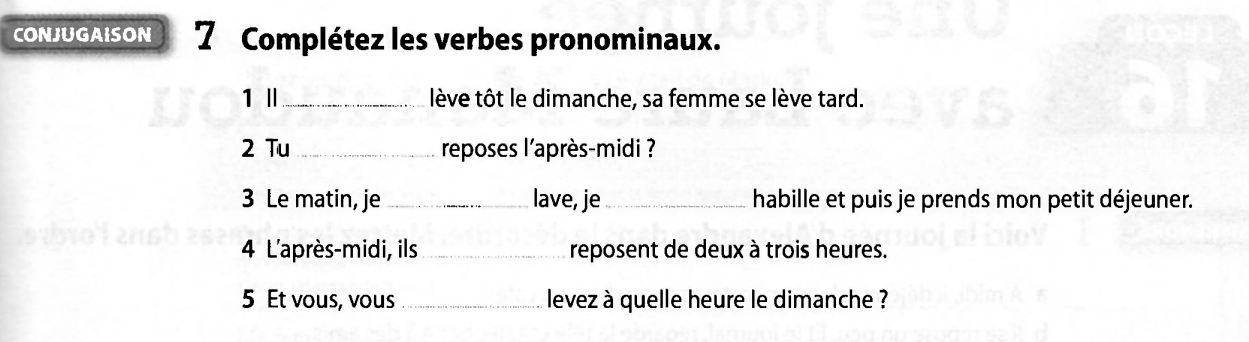 CONJUGAISON 7 Complétez les verbes pronominaux.
1 Il .................... lève tôt le dimanche, sa femme se lève tard.
2 Tu .................... reposes l'après-midi ?
3 Le matin, je .................... lave, je .................... habille et puis je prends mon petit déjeuner.
4 L'après-midi, ils .................... reposent de deux à trois heures.
5 Et vous, vous .................... levez à quelle heure le dimanche ?